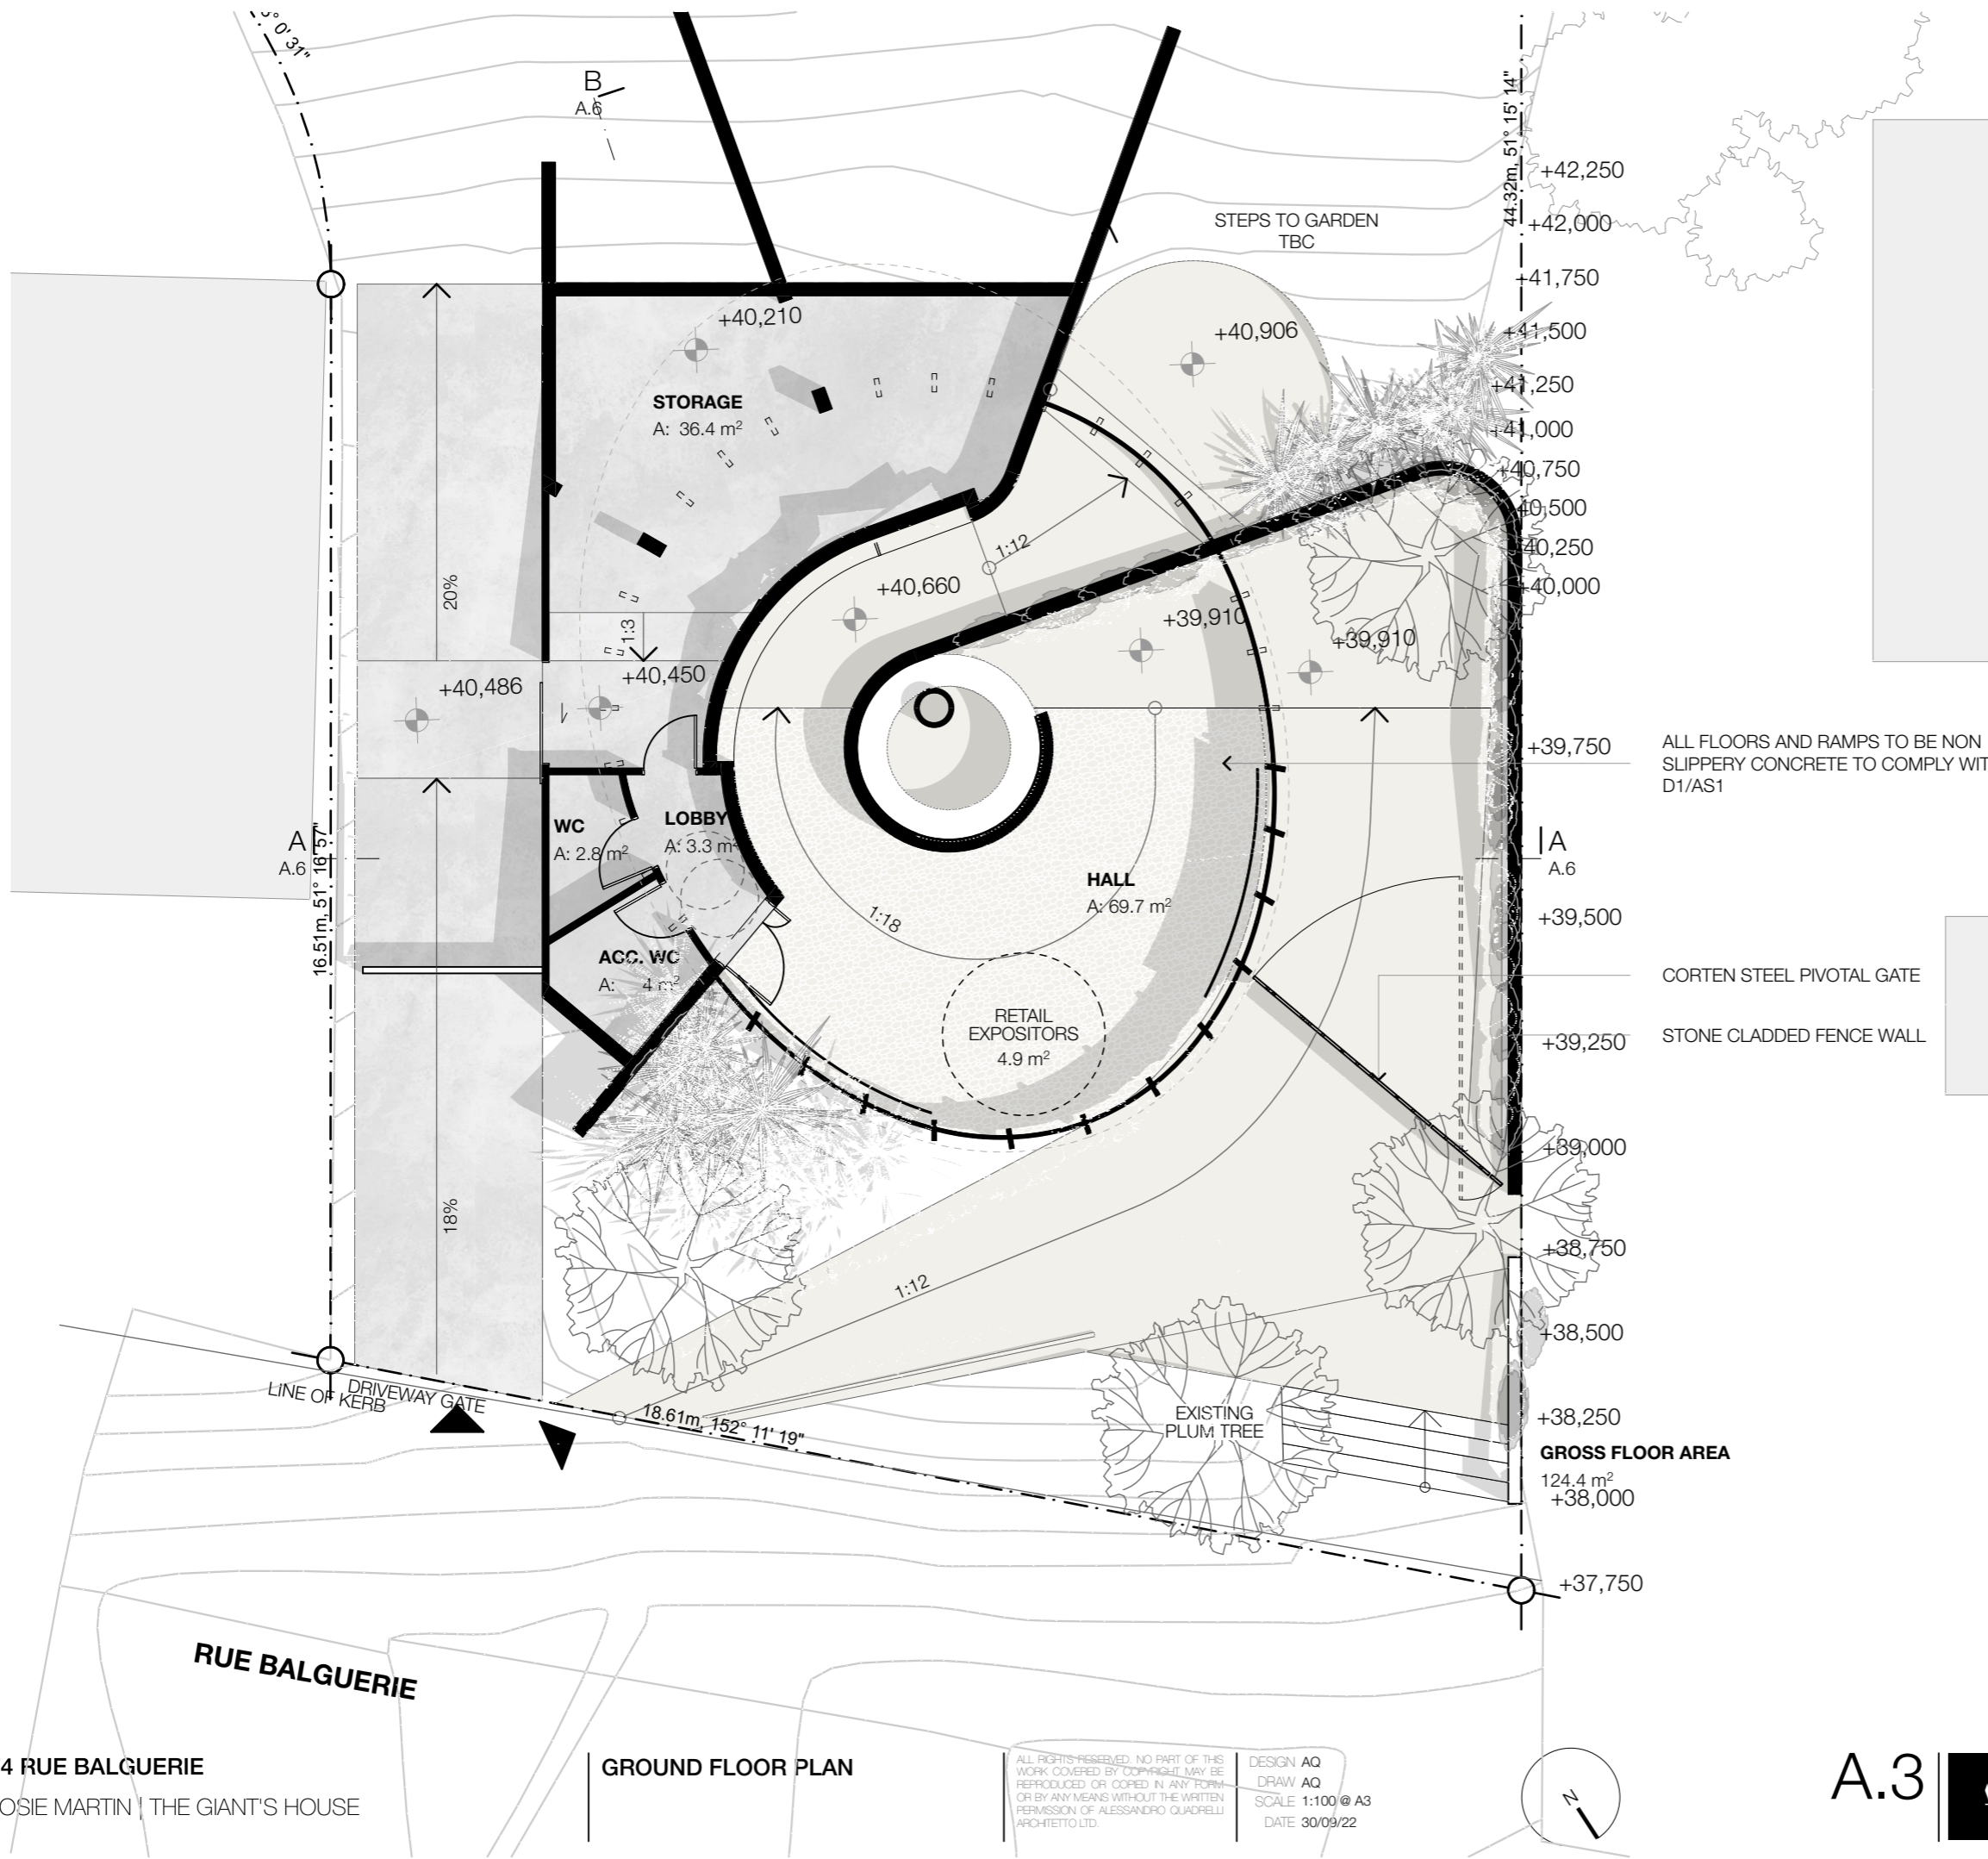 B
A.6
44.32m, 51° 15' 14"
+42,250
STEPS TO GARDEN
TBC
+42,000
+41,750
+40,210
+40,906
+41,500
+41,250
STORAGE
A: 36.4 m²
+41,000
+40,750
+40,500
1:12
+40,250
20%
+40,660
+40,000
1:3
+39,910
+39,910
+40,450
+40,486
+39,750
ALL FLOORS AND RAMPS TO BE NON
SLIPPERY CONCRETE TO COMPLY WIT
D1/AS1
WC
A: 2.8 m²
LOBBY
A: 3.3 m²
A
A.6
16.51m, 51° 16' 57"
A
A.6
HALL
A: 69.7 m²
1:18
+39,500
ACC. WC
A: 4 m²
CORTEN STEEL PIVOTAL GATE
RETAIL
EXPOSITORS
4.9 m²
STONE CLADDED FENCE WALL
+39,250
+39,000
18%
+38,750
1:12
+38,500
DRIVEWAY GATE
LINE OF KERB
18.61m, 152° 11' 19"
EXISTING
PLUM TREE
+38,250
GROSS FLOOR AREA
124.4 m²
+38,000
+37,750
RUE BALGUERIE
4 RUE BALGUERIE
OSIE MARTIN | THE GIANT'S HOUSE
GROUND FLOOR PLAN
ALL RIGHTS RESERVED. NO PART OF THIS
WORK COVERED BY COPYRIGHT MAY BE
REPRODUCED OR COPIED IN ANY FORM
OR BY ANY MEANS WITHOUT THE WRITTEN
PERMISSION OF ALESSANDRO QUADRELLI
ARCHITETTO LTD.
DESIGN AQ
DRAW AQ
SCALE 1:100 @ A3
DATE 30/09/22
N
A.3